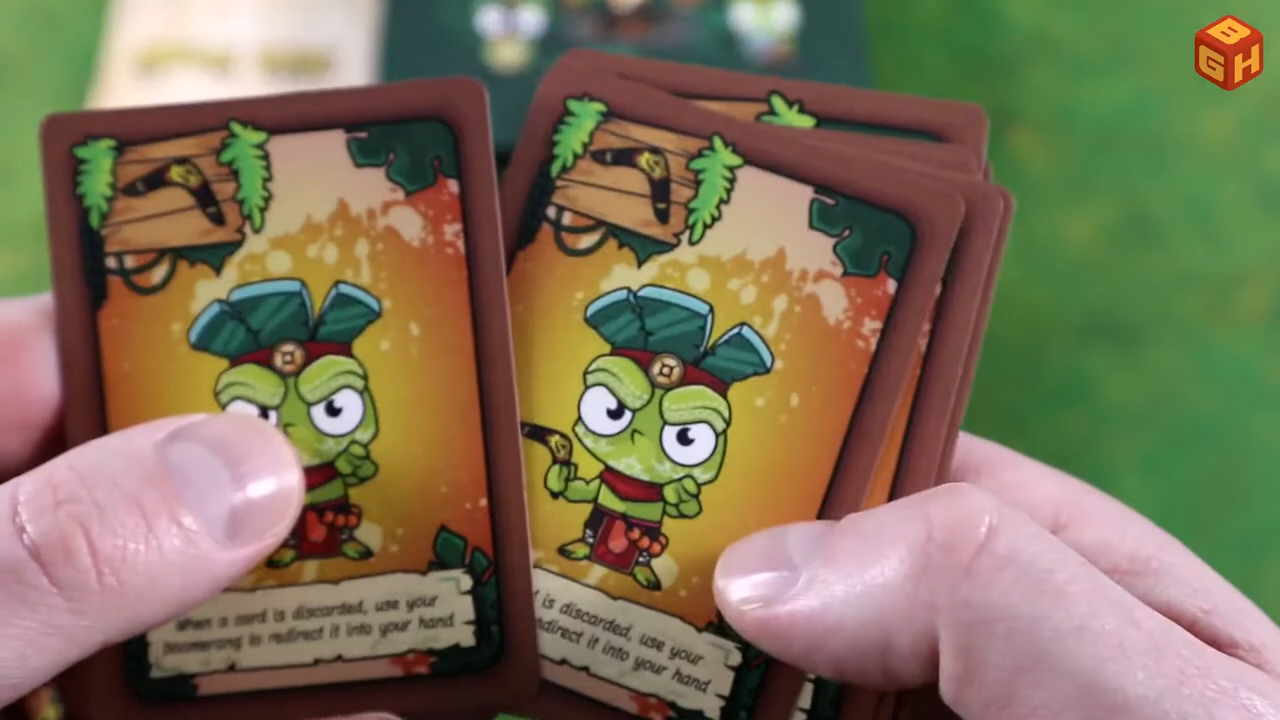 BGH
When a card is discarded, use your
boomerang to redirect it into your hand
is discarded, use your
redirect it into your hand